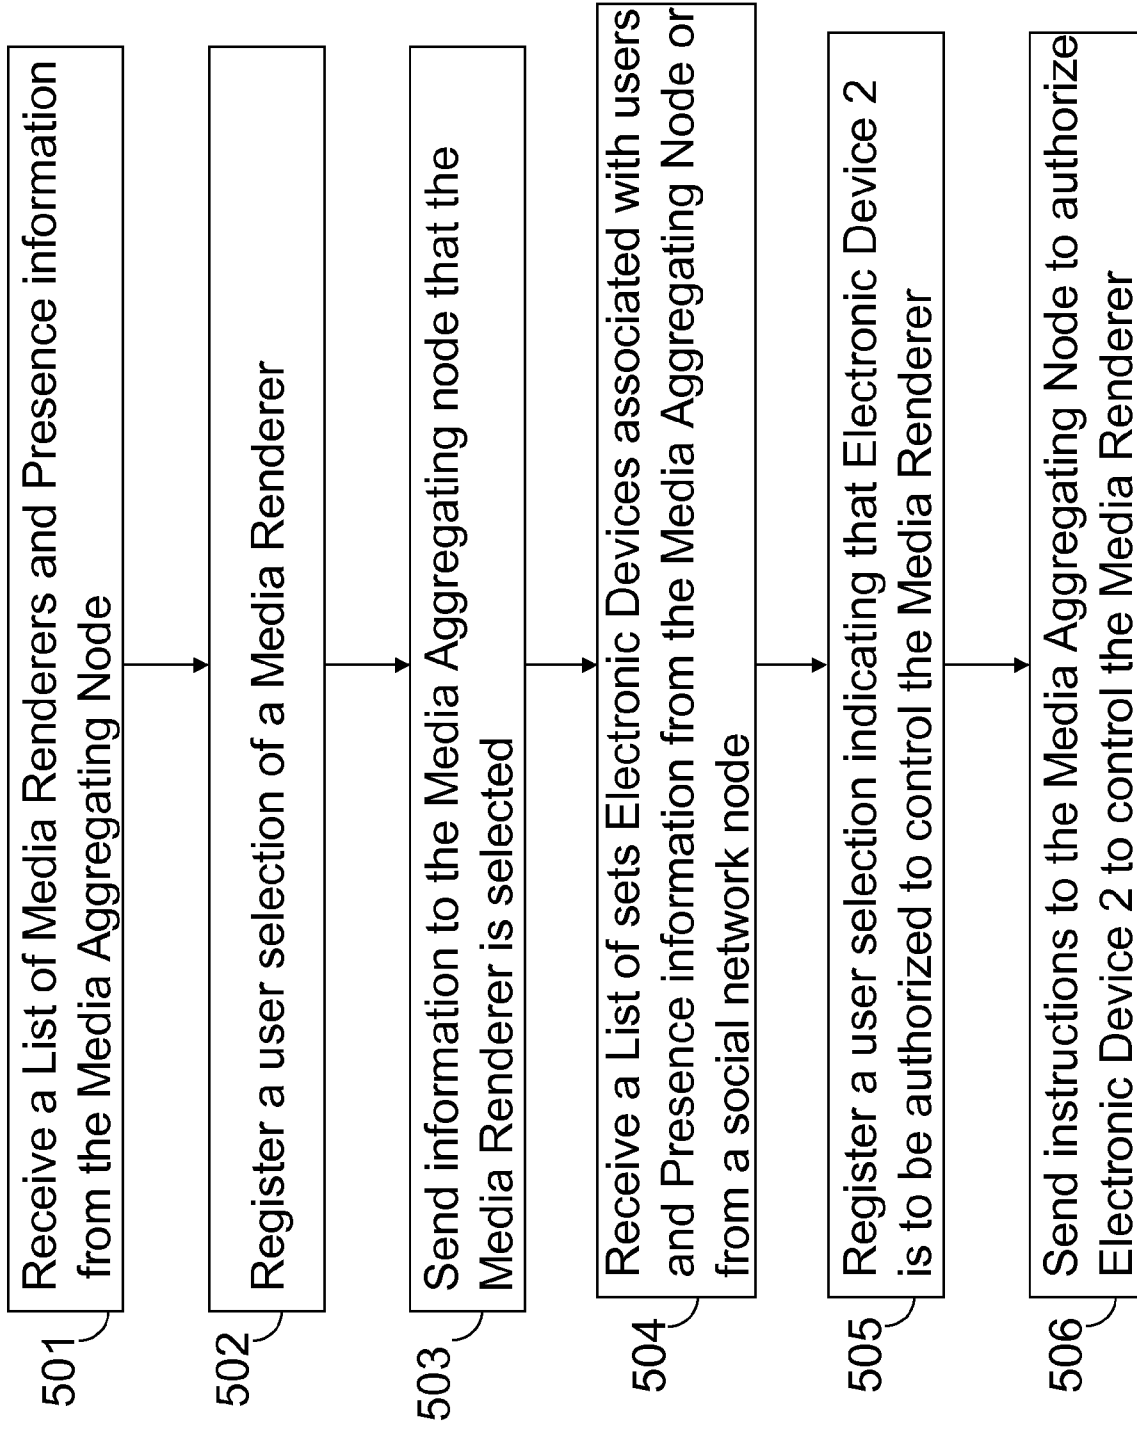 501
Receive a List of Media Renderers and Presence information
from the Media Aggregating Node
502
Register a user selection of a Media Renderer
503
Send information to the Media Aggregating node that the
Media Renderer is selected
504
Receive a List of sets Electronic Devices associated with users
and Presence information from the Media Aggregating Node or
from a social network node
505
Register a user selection indicating that Electronic Device 2
is to be authorized to control the Media Renderer
506
Send instructions to the Media Aggregating Node to authorize
Electronic Device 2 to control the Media Renderer